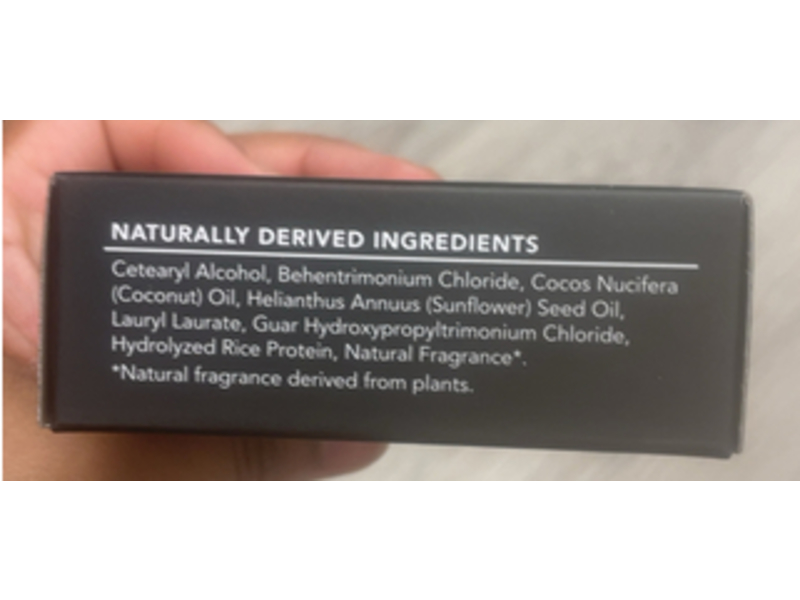 NATURALLY DERIVED INGREDIENTS
Cetearyl Alcohol, Behentrimonium Chloride, Cocos Nucifera
(Coconut) Oil, Helianthus Annuus (Sunflower) Seed Oil,
Lauryl Laurate, Guar Hydroxypropyltrimonium Chloride,
Hydrolyzed Rice Protein, Natural Fragrance*.
*Natural fragrance derived from plants.